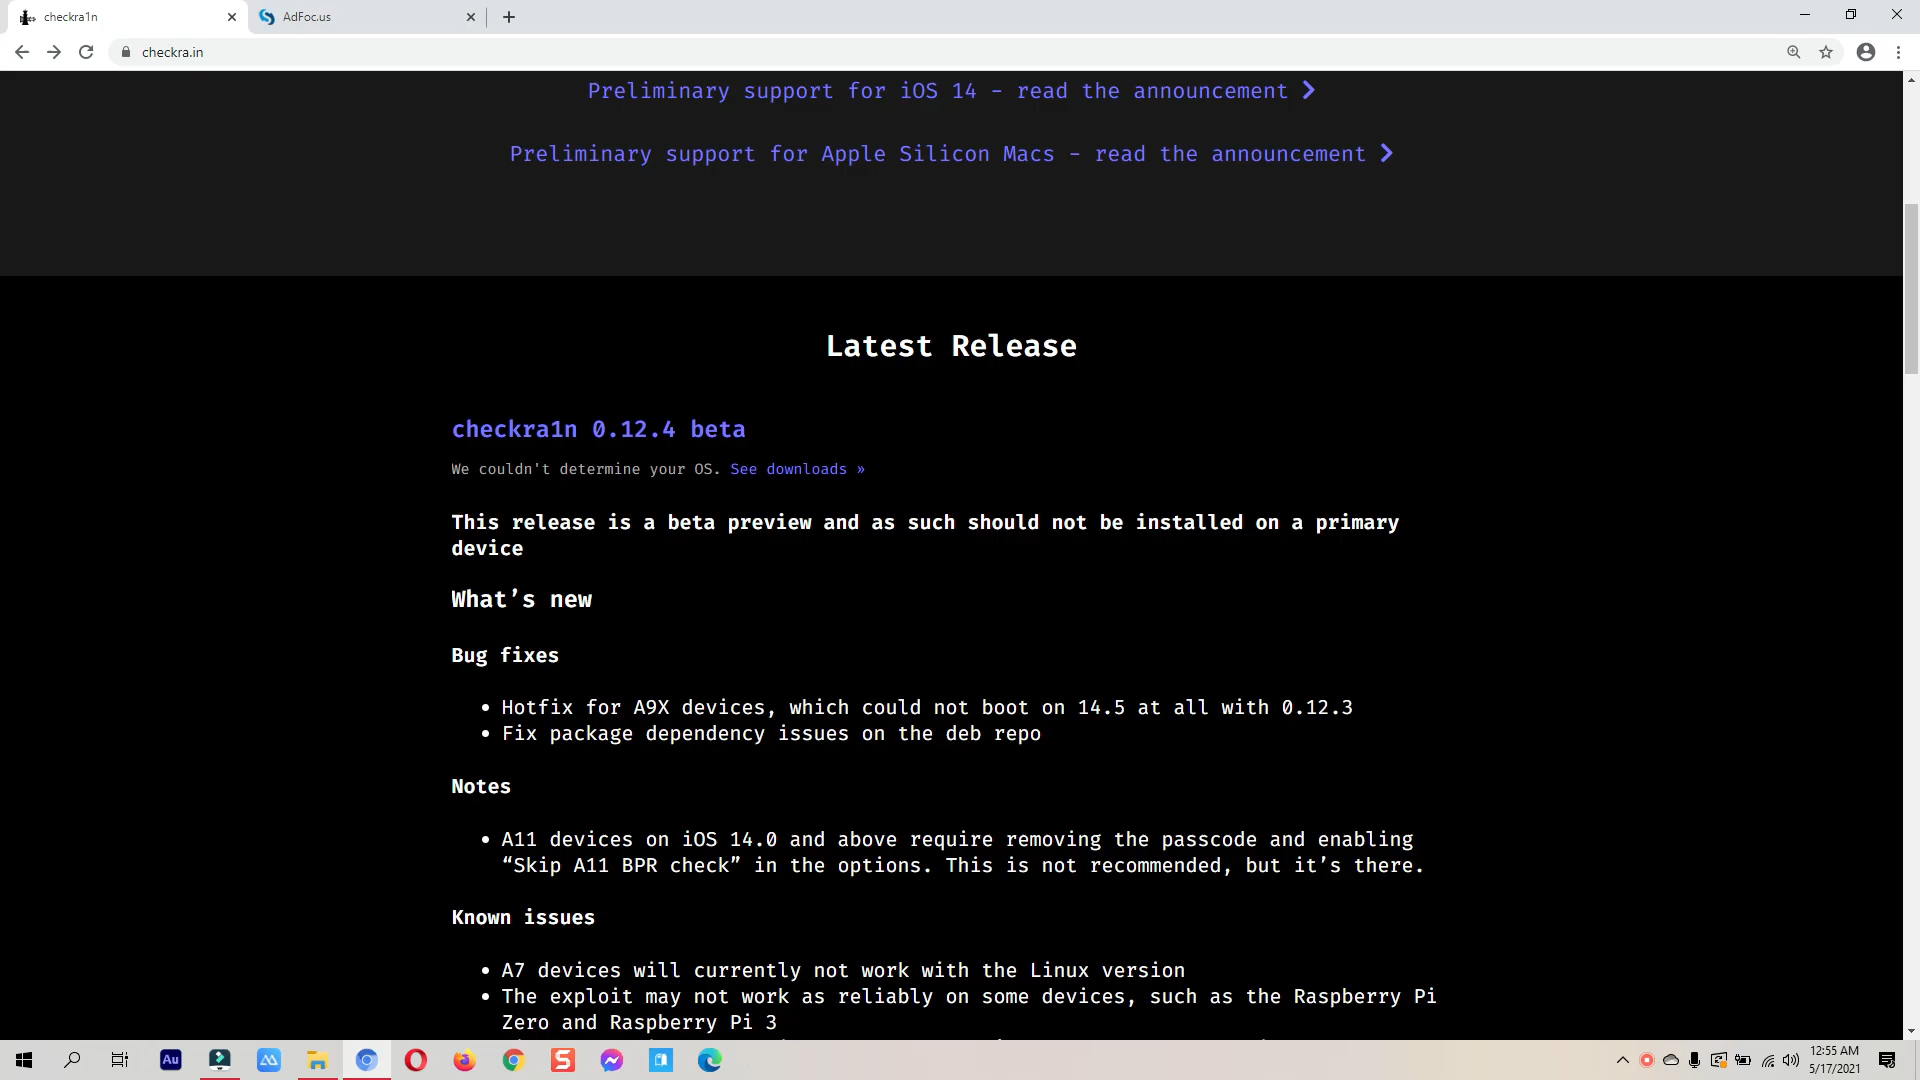 checkra1n
AdFoc.us
checkra.in
Preliminary support for iOS 14 - read the announcement
Preliminary support for Apple Silicon Macs - read the announcement
Latest Release
checkra1n 0.12.4 beta
We couldn't determine your OS. See downloads »
This release is a beta preview and as such should not be installed on a primary
device
What’s new
Bug fixes
• Hotfix for A9X devices, which could not boot on 14.5 at all with 0.12.3
• Fix package dependency issues on the deb repo
Notes
• A11 devices on iOS 14.0 and above require removing the passcode and enabling
“Skip A11 BPR check” in the options. This is not recommended, but it’s there.
Known issues
• A7 devices will currently not work with the Linux version
• The exploit may not work as reliably on some devices, such as the Raspberry Pi
Zero and Raspberry Pi 3
Au
S
12:55 AM
5/17/2021